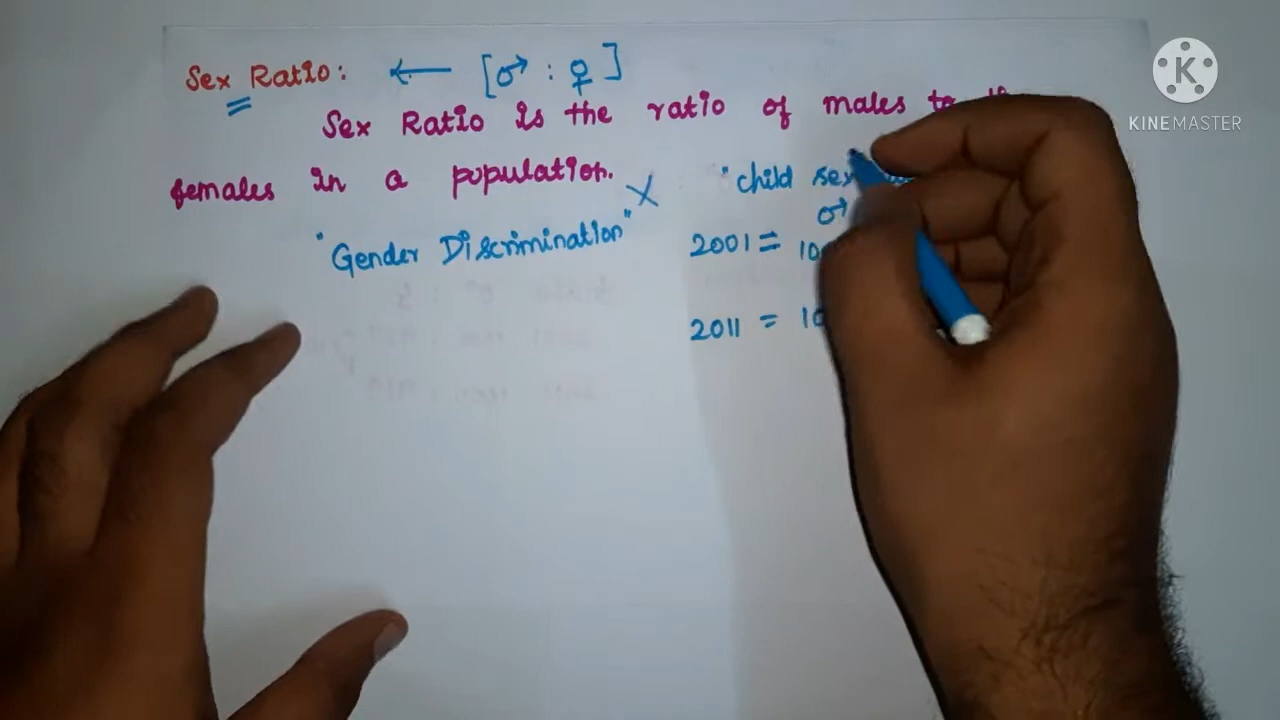 Sex Ratio: ← [♂ : ♀]
Sex Ratio is the ratio of males to
females in a population. X
"Gender Discrimination"
"child sex
♂
2001 =
2011 =
K
KINEMASTER